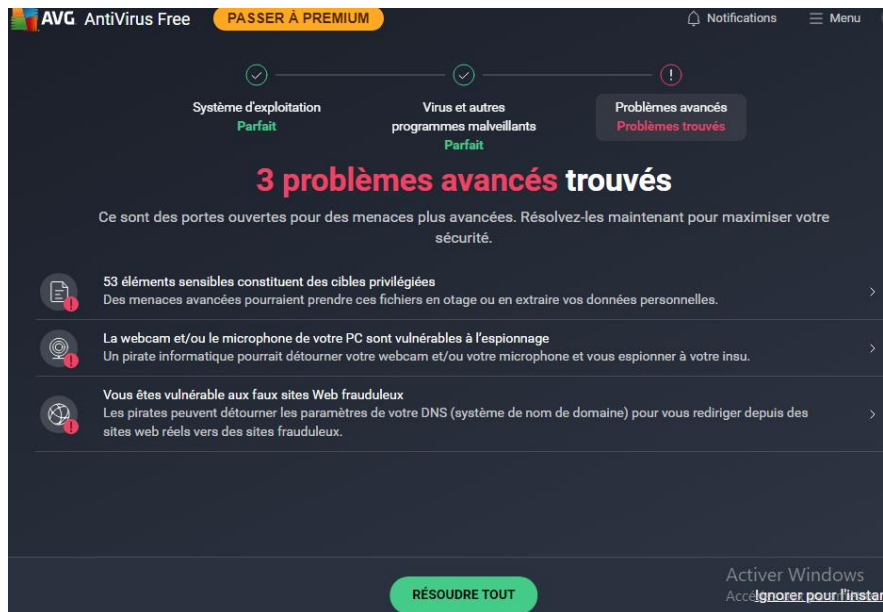 AVG AntiVirus Free
PASSER À PREMIUM
Notifications
Menu
Système d'exploitation
Parfait
Virus et autres
programmes malveillants
Parfait
Problèmes avancés
Problèmes trouvés
3 problèmes avancés trouvés
Ce sont des portes ouvertes pour des menaces plus avancées. Résolvez-les maintenant pour maximiser votre
sécurité.
53 éléments sensibles constituent des cibles privilégiées
Des menaces avancées pourraient prendre ces fichiers en otage ou en extraire vos données personnelles.
La webcam et/ou le microphone de votre PC sont vulnérables à l'espionnage
Un pirate informatique pourrait détourner votre webcam et/ou votre microphone et vous espionner à votre insu.
Vous êtes vulnérable aux faux sites Web frauduleux
Les pirates peuvent détourner les paramètres de votre DNS (système de nom de domaine) pour vous rediriger depuis des
sites web réels vers des sites frauduleux.
RÉSOUDRE TOUT
Activer Windows
Ignorer pour l'instan